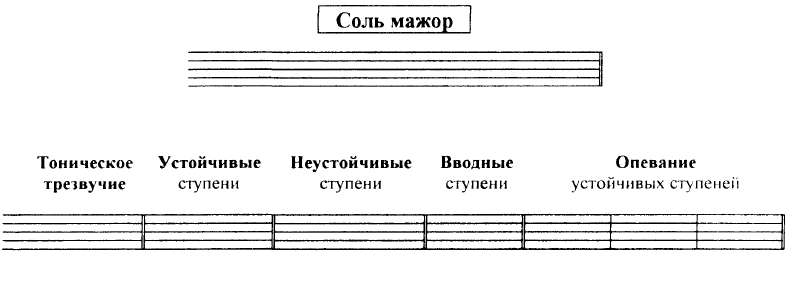 Соль мажор
Тоническое Устойчивые Неустойчивые Вводные Опевание
трезвучие ступени ступени ступени устойчивых ступеней